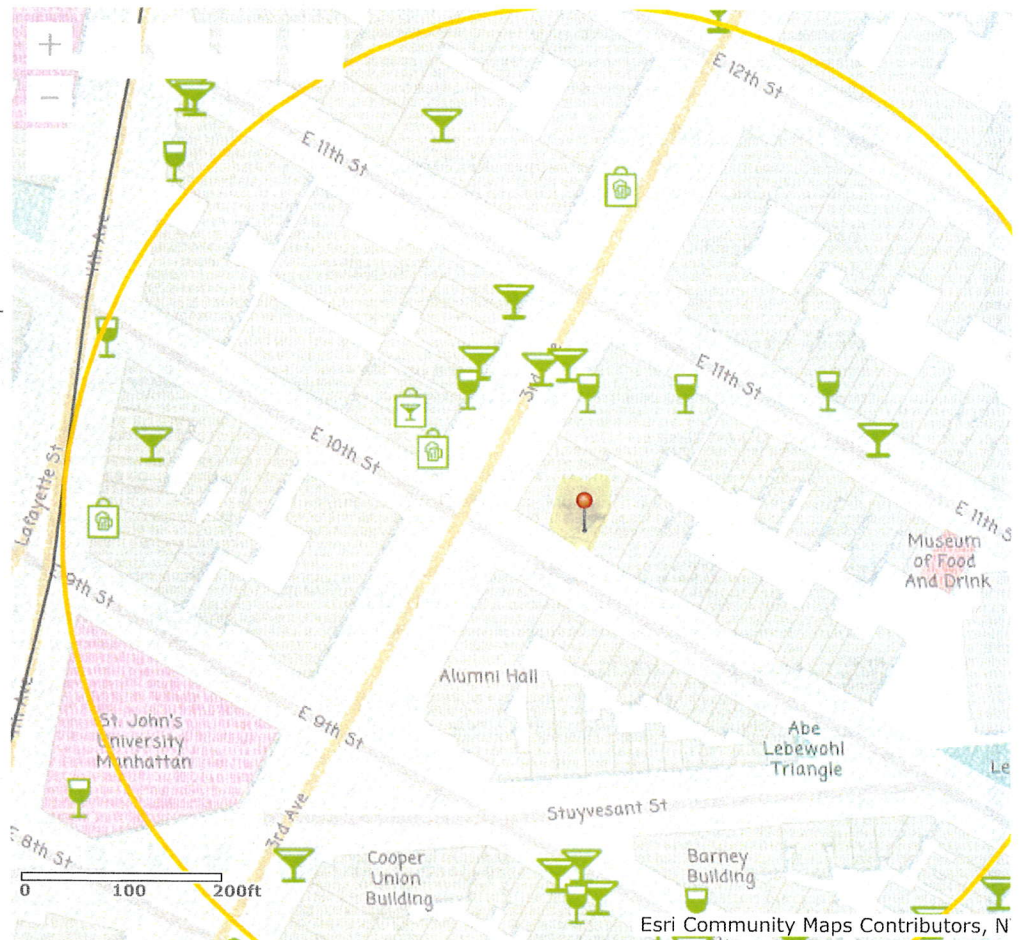 +
E 12th St
−
E 11th St
4th Ave
3rd
E 11th St
E 10th St
Lafayette St
E 11th S
Museum
of Food
And Drink
E 9th St
Alumni Hall
St. John's
University
Manhattan
E 9th St
Abe
Lebewohl
Triangle
Le
Stuyvesant St
3rd Ave
E 8th St
Cooper
Union
Building
Barney
Building
0 100 200ft
Esri Community Maps Contributors, N